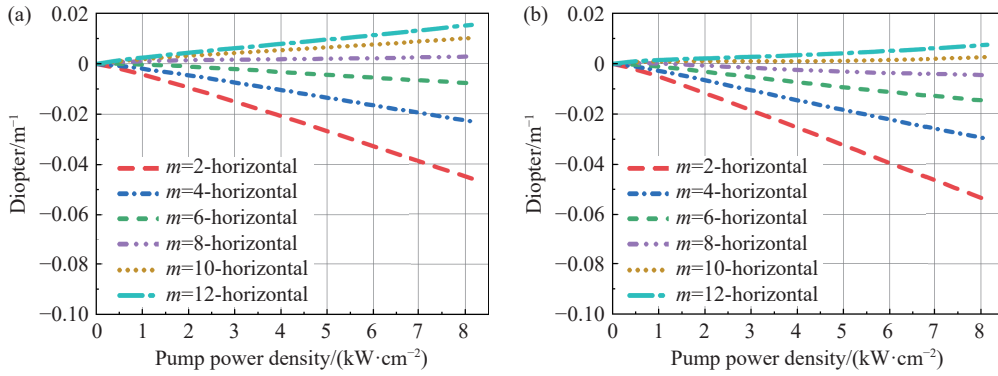 (a)
Diopter/m⁻¹
0.02
0
−0.02
−0.04
−0.06
−0.08
−0.10
m=2-horizontal
m=4-horizontal
m=6-horizontal
m=8-horizontal
m=10-horizontal
m=12-horizontal
0 1 2 3 4 5 6 7 8
Pump power density/(kW·cm⁻²)
(b)
Diopter/m⁻¹
0.02
0
−0.02
−0.04
−0.06
−0.08
−0.10
m=2-horizontal
m=4-horizontal
m=6-horizontal
m=8-horizontal
m=10-horizontal
m=12-horizontal
0 1 2 3 4 5 6 7 8
Pump power density/(kW·cm⁻²)